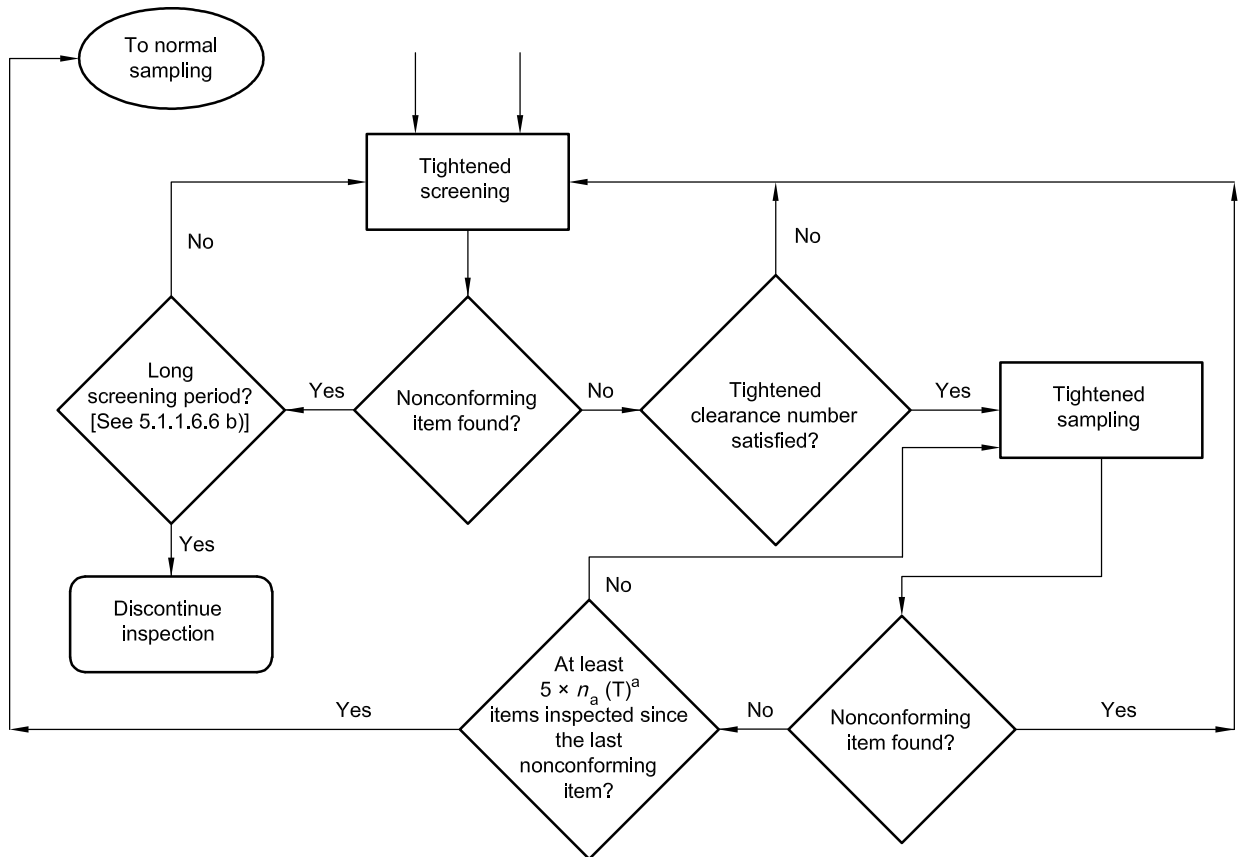 To normal
sampling
Tightened
screening
No
No
Long
screening period?
[See 5.1.1.6.6 b)]
Yes
Nonconforming
item found?
No
Tightened
clearance number
satisfied?
Yes
Tightened
sampling
Yes
Discontinue
inspection
No
At least
5 × nₐ (T)ᵃ
items inspected since
the last
nonconforming
item?
Yes
No
Nonconforming
item found?
Yes